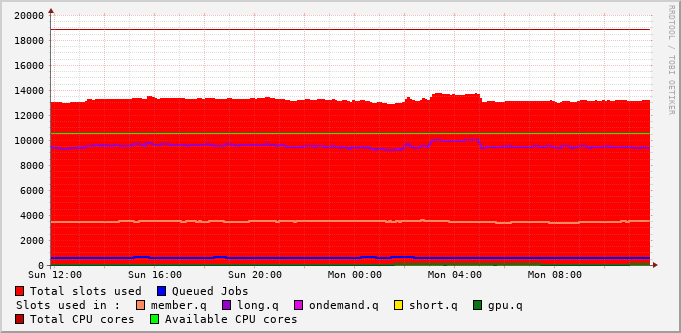 RRDTOOL / TOBI OETIKER
20000
18000
16000
14000
12000
10000
8000
6000
4000
2000
0
Sun 12:00 Sun 16:00 Sun 20:00 Mon 00:00 Mon 04:00 Mon 08:00
Total slots used Queued Jobs
Slots used in : member.q long.q ondemand.q short.q gpu.q
Total CPU cores Available CPU cores